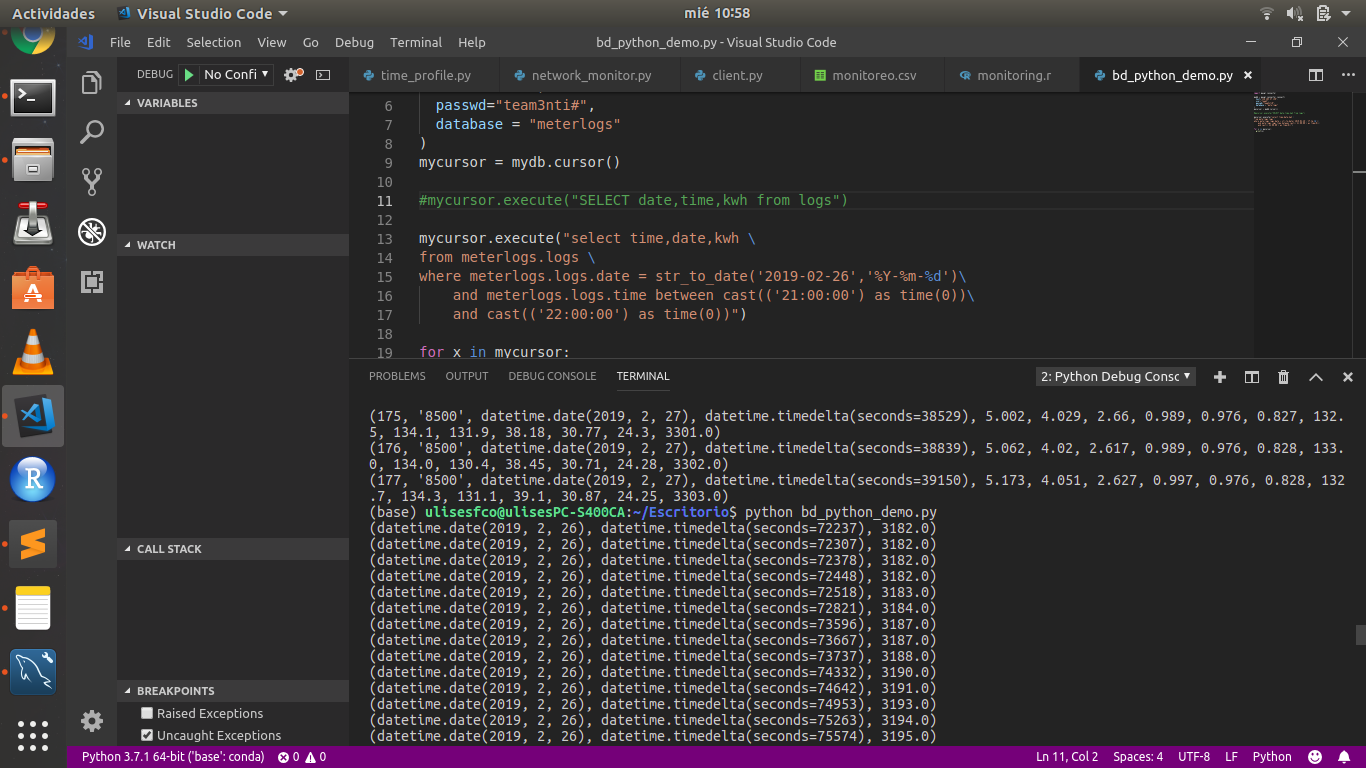 Actividades
Visual Studio Code
mié 10:58
File Edit Selection View Go Debug Terminal Help
bd_python_demo.py - Visual Studio Code
DEBUG No Confi
time_profile.py
network_monitor.py
client.py
monitoreo.csv
monitoring.r
bd_python_demo.py
VARIABLES
WATCH
CALL STACK
BREAKPOINTS
Raised Exceptions
Uncaught Exceptions
6 passwd="team3nti#",
7 database = "meterlogs"
8 )
9 mycursor = mydb.cursor()
10
11 #mycursor.execute("SELECT date,time,kwh from logs")
12
13 mycursor.execute("select time,date,kwh \
14 from meterlogs.logs \
15 where meterlogs.logs.date = str_to_date('2019-02-26','%Y-%m-%d')\
16 and meterlogs.logs.time between cast(('21:00:00') as time(0))\
17 and cast(('22:00:00') as time(0))")
18
19 for x in mycursor:
PROBLEMS OUTPUT DEBUG CONSOLE TERMINAL
2: Python Debug Consc
(175, '8500', datetime.date(2019, 2, 27), datetime.timedelta(seconds=38529), 5.002, 4.029, 2.66, 0.989, 0.976, 0.827, 132.
5, 134.1, 131.9, 38.18, 30.77, 24.3, 3301.0)
(176, '8500', datetime.date(2019, 2, 27), datetime.timedelta(seconds=38839), 5.062, 4.02, 2.617, 0.989, 0.976, 0.828, 133.
0, 134.0, 130.4, 38.45, 30.71, 24.28, 3302.0)
(177, '8500', datetime.date(2019, 2, 27), datetime.timedelta(seconds=39150), 5.173, 4.051, 2.627, 0.997, 0.976, 0.828, 132
.7, 134.3, 131.1, 39.1, 30.87, 24.25, 3303.0)
(base) ulisesfco@ulisesPC-S400CA:~/Escritorio$ python bd_python_demo.py
(datetime.date(2019, 2, 26), datetime.timedelta(seconds=72237), 3182.0)
(datetime.date(2019, 2, 26), datetime.timedelta(seconds=72307), 3182.0)
(datetime.date(2019, 2, 26), datetime.timedelta(seconds=72378), 3182.0)
(datetime.date(2019, 2, 26), datetime.timedelta(seconds=72448), 3182.0)
(datetime.date(2019, 2, 26), datetime.timedelta(seconds=72518), 3183.0)
(datetime.date(2019, 2, 26), datetime.timedelta(seconds=72821), 3184.0)
(datetime.date(2019, 2, 26), datetime.timedelta(seconds=73596), 3187.0)
(datetime.date(2019, 2, 26), datetime.timedelta(seconds=73667), 3187.0)
(datetime.date(2019, 2, 26), datetime.timedelta(seconds=73737), 3188.0)
(datetime.date(2019, 2, 26), datetime.timedelta(seconds=74332), 3190.0)
(datetime.date(2019, 2, 26), datetime.timedelta(seconds=74642), 3191.0)
(datetime.date(2019, 2, 26), datetime.timedelta(seconds=74953), 3193.0)
(datetime.date(2019, 2, 26), datetime.timedelta(seconds=75263), 3194.0)
(datetime.date(2019, 2, 26), datetime.timedelta(seconds=75574), 3195.0)
Python 3.7.1 64-bit ('base': conda) 0 0
Ln 11, Col 2 Spaces: 4 UTF-8 LF Python